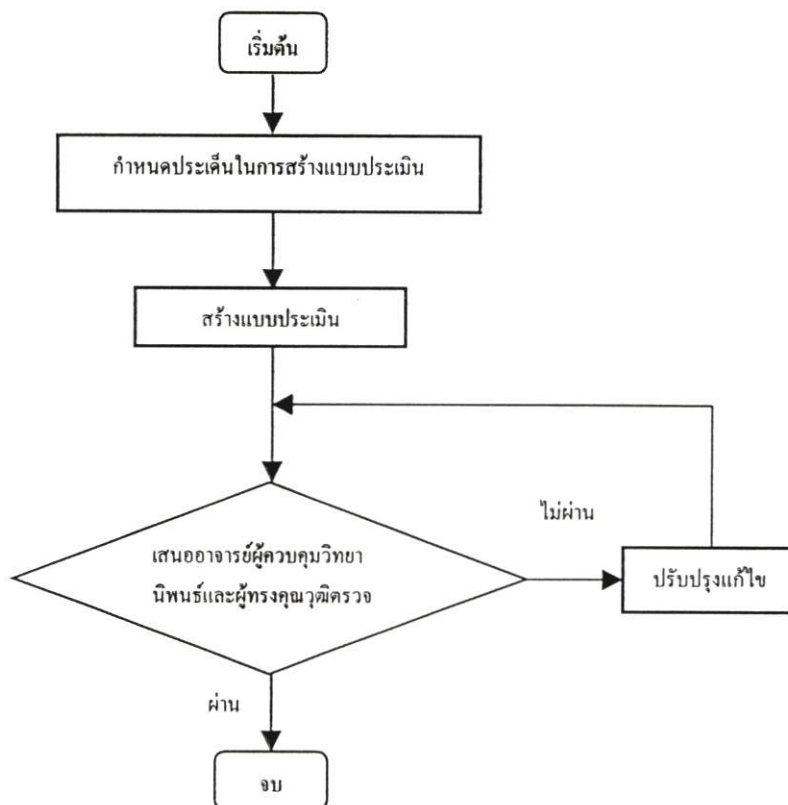 เริ่มต้น
กำหนดประเด็นในการสร้างแบบประเมิน
สร้างแบบประเมิน
ไม่ผ่าน
เสนออาจารย์ผู้ควบคุมวิทยา
นิพนธ์และผู้ทรงคุณวุฒิตรวจ
ปรับปรุงแก้ไข
ผ่าน
จบ